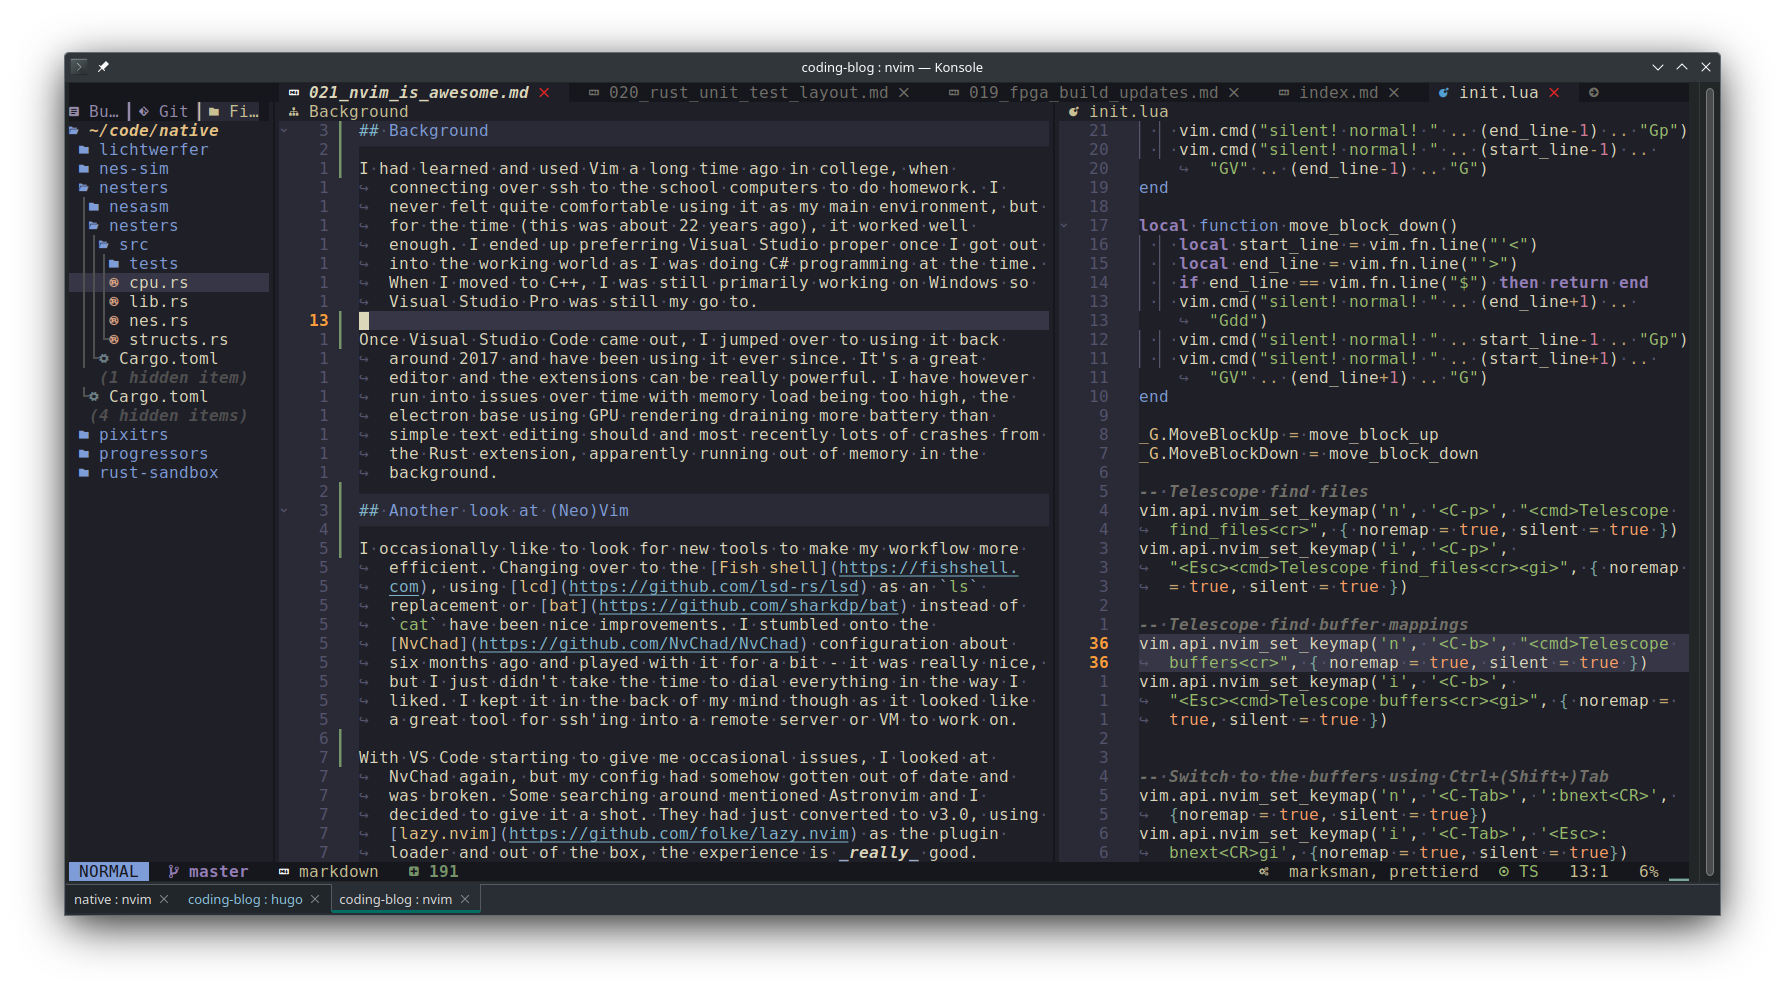 coding-blog : nvim — Konsole
021_nvim_is_awesome.md 020_rust_unit_test_layout.md 019_fpga_build_updates.md index.md init.lua
Bu… Git Fi…
~/code/native
lichtwerfer
nes-sim
nesters
nesasm
nesters
src
tests
cpu.rs
lib.rs
nes.rs
structs.rs
Cargo.toml
(1 hidden item)
Cargo.toml
(4 hidden items)
pixitrs
progressors
rust-sandbox
Background
3 ## Background
2
1 I had learned and used Vim a long time ago in college, when
1 ↪ connecting over ssh to the school computers to do homework. I
1 ↪ never felt quite comfortable using it as my main environment, but
1 ↪ for the time (this was about 22 years ago), it worked well
1 ↪ enough. I ended up preferring Visual Studio proper once I got out
1 ↪ into the working world as I was doing C# programming at the time.
1 ↪ When I moved to C++, I was still primarily working on Windows so
1 ↪ Visual Studio Pro was still my go to.
13
1 Once Visual Studio Code came out, I jumped over to using it back
1 ↪ around 2017 and have been using it ever since. It's a great
1 ↪ editor and the extensions can be really powerful. I have however
1 ↪ run into issues over time with memory load being too high, the
1 ↪ electron base using GPU rendering draining more battery than
1 ↪ simple text editing should and most recently lots of crashes from
1 ↪ the Rust extension, apparently running out of memory in the
1 ↪ background.
2
3 ## Another look at (Neo)Vim
4
5 I occasionally like to look for new tools to make my workflow more
5 ↪ efficient. Changing over to the [Fish shell](https://fishshell.
5 ↪ com), using [lcd](https://github.com/lsd-rs/lsd) as an `ls`
5 ↪ replacement or [bat](https://github.com/sharkdp/bat) instead of
5 ↪ `cat` have been nice improvements. I stumbled onto the
5 ↪ [NvChad](https://github.com/NvChad/NvChad) configuration about
5 ↪ six months ago and played with it for a bit - it was really nice,
5 ↪ but I just didn't take the time to dial everything in the way I
5 ↪ liked. I kept it in the back of my mind though as it looked like
5 ↪ a great tool for ssh'ing into a remote server or VM to work on.
6
7 With VS Code starting to give me occasional issues, I looked at
7 ↪ NvChad again, but my config had somehow gotten out of date and
7 ↪ was broken. Some searching around mentioned Astronvim and I
7 ↪ decided to give it a shot. They had just converted to v3.0, using
7 ↪ [lazy.nvim](https://github.com/folke/lazy.nvim) as the plugin
7 ↪ loader and out of the box, the experience is _really_ good.
init.lua
21 vim.cmd("silent! normal! " .. (end_line-1) .. "Gp")
20 vim.cmd("silent! normal! " .. (start_line-1) ..
20 ↪ "GV" .. (end_line-1) .. "G")
19 end
18
17 local function move_block_down()
16 local start_line = vim.fn.line("'<")
15 local end_line = vim.fn.line("'>")
14 if end_line == vim.fn.line("$") then return end
13 vim.cmd("silent! normal! " .. (end_line+1) ..
13 ↪ "Gdd")
12 vim.cmd("silent! normal! " .. start_line-1 .. "Gp")
11 vim.cmd("silent! normal! " .. (start_line+1) ..
11 ↪ "GV" .. (end_line+1) .. "G")
10 end
9
8 _G.MoveBlockUp = move_block_up
7 _G.MoveBlockDown = move_block_down
6
5 -- Telescope find files
4 vim.api.nvim_set_keymap('n', '<C-p>', "<cmd>Telescope
4 ↪ find_files<cr>", { noremap = true, silent = true })
3 vim.api.nvim_set_keymap('i', '<C-p>',
3 ↪ "<Esc><cmd>Telescope find_files<cr><gi>", { noremap
3 ↪ = true, silent = true })
2
1 -- Telescope find buffer mappings
36 vim.api.nvim_set_keymap('n', '<C-b>', "<cmd>Telescope
36 ↪ buffers<cr>", { noremap = true, silent = true })
1 vim.api.nvim_set_keymap('i', '<C-b>',
1 ↪ "<Esc><cmd>Telescope buffers<cr><gi>", { noremap =
1 ↪ true, silent = true })
2
3
4 -- Switch to the buffers using Ctrl+(Shift+)Tab
5 vim.api.nvim_set_keymap('n', '<C-Tab>', ':bnext<CR>',
5 ↪ {noremap = true, silent = true})
6 vim.api.nvim_set_keymap('i', '<C-Tab>', '<Esc>:
6 ↪ bnext<CR>gi', {noremap = true, silent = true})
NORMAL master markdown 191 marksman, prettierd TS 13:1 6%
native : nvim coding-blog : hugo coding-blog : nvim